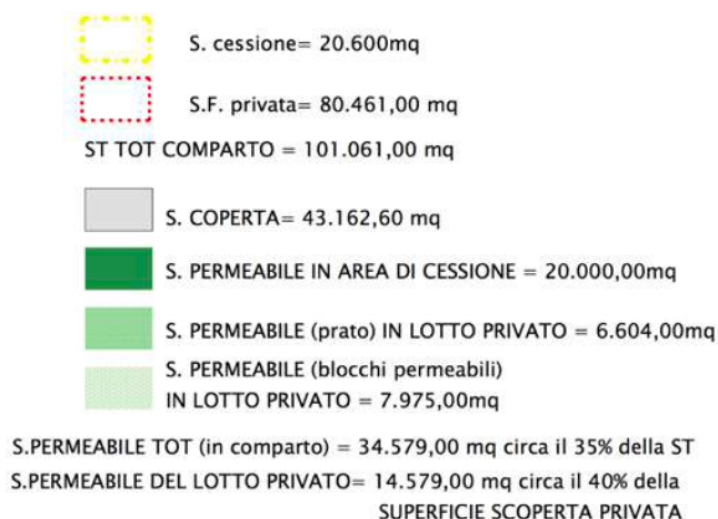 S. cessione= 20.600mq
S.F. privata= 80.461,00 mq
ST TOT COMPARTO = 101.061,00 mq
S. COPERTA= 43.162,60 mq
S. PERMEABILE IN AREA DI CESSIONE = 20.000,00mq
S. PERMEABILE (prato) IN LOTTO PRIVATO = 6.604,00mq
S. PERMEABILE (blocchi permeabili)
IN LOTTO PRIVATO = 7.975,00mq
S.PERMEABILE TOT (in comparto) = 34.579,00 mq circa il 35% della ST
S.PERMEABILE DEL LOTTO PRIVATO= 14.579,00 mq circa il 40% della
SUPERFICIE SCOPERTA PRIVATA